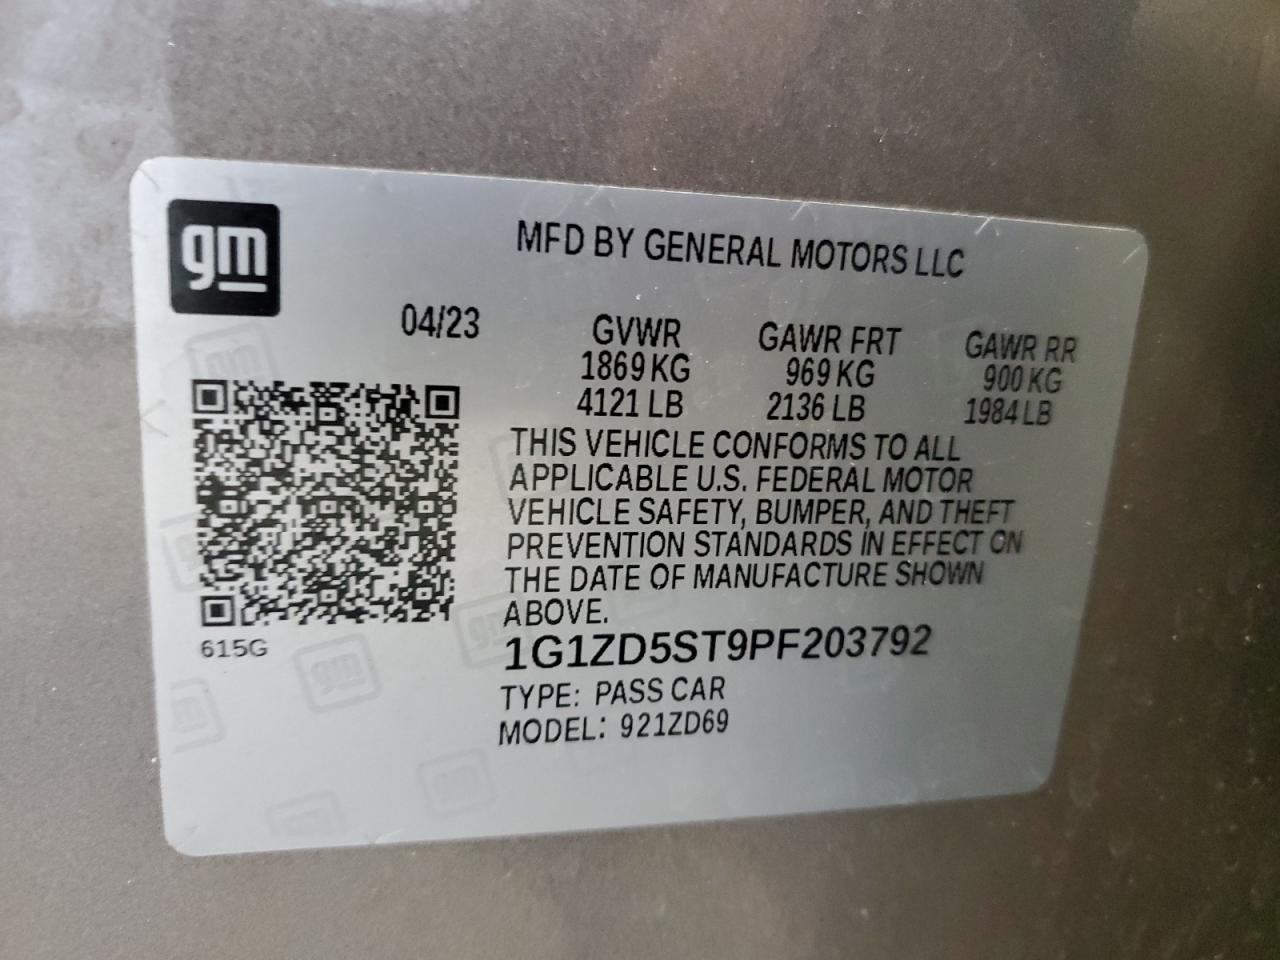 gm
MFD BY GENERAL MOTORS LLC
04/23 GVWR GAWR FRT GAWR RR
1869 KG 969 KG 900 KG
4121 LB 2136 LB 1984 LB
THIS VEHICLE CONFORMS TO ALL
APPLICABLE U.S. FEDERAL MOTOR
VEHICLE SAFETY, BUMPER, AND THEFT
PREVENTION STANDARDS IN EFFECT ON
THE DATE OF MANUFACTURE SHOWN
ABOVE.
615G
1G1ZD5ST9PF203792
TYPE: PASS CAR
MODEL: 921ZD69